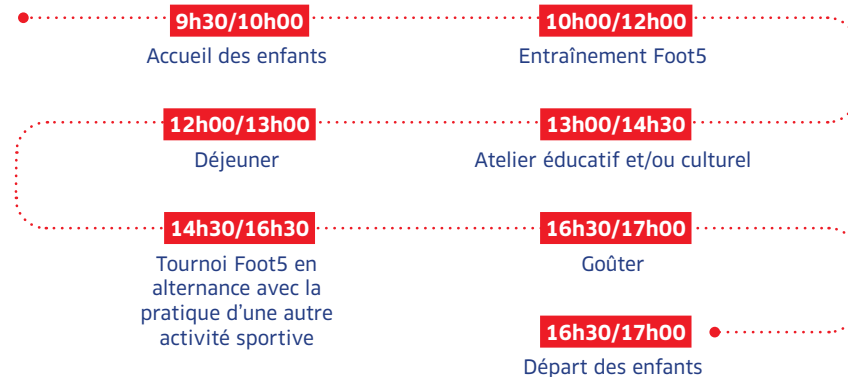 9h30/10h00
Accueil des enfants
10h00/12h00
Entraînement Foot5
12h00/13h00
Déjeuner
13h00/14h30
Atelier éducatif et/ou culturel
14h30/16h30
Tournoi Foot5 en
alternance avec la
pratique d'une autre
activité sportive
16h30/17h00
Goûter
16h30/17h00
Départ des enfants